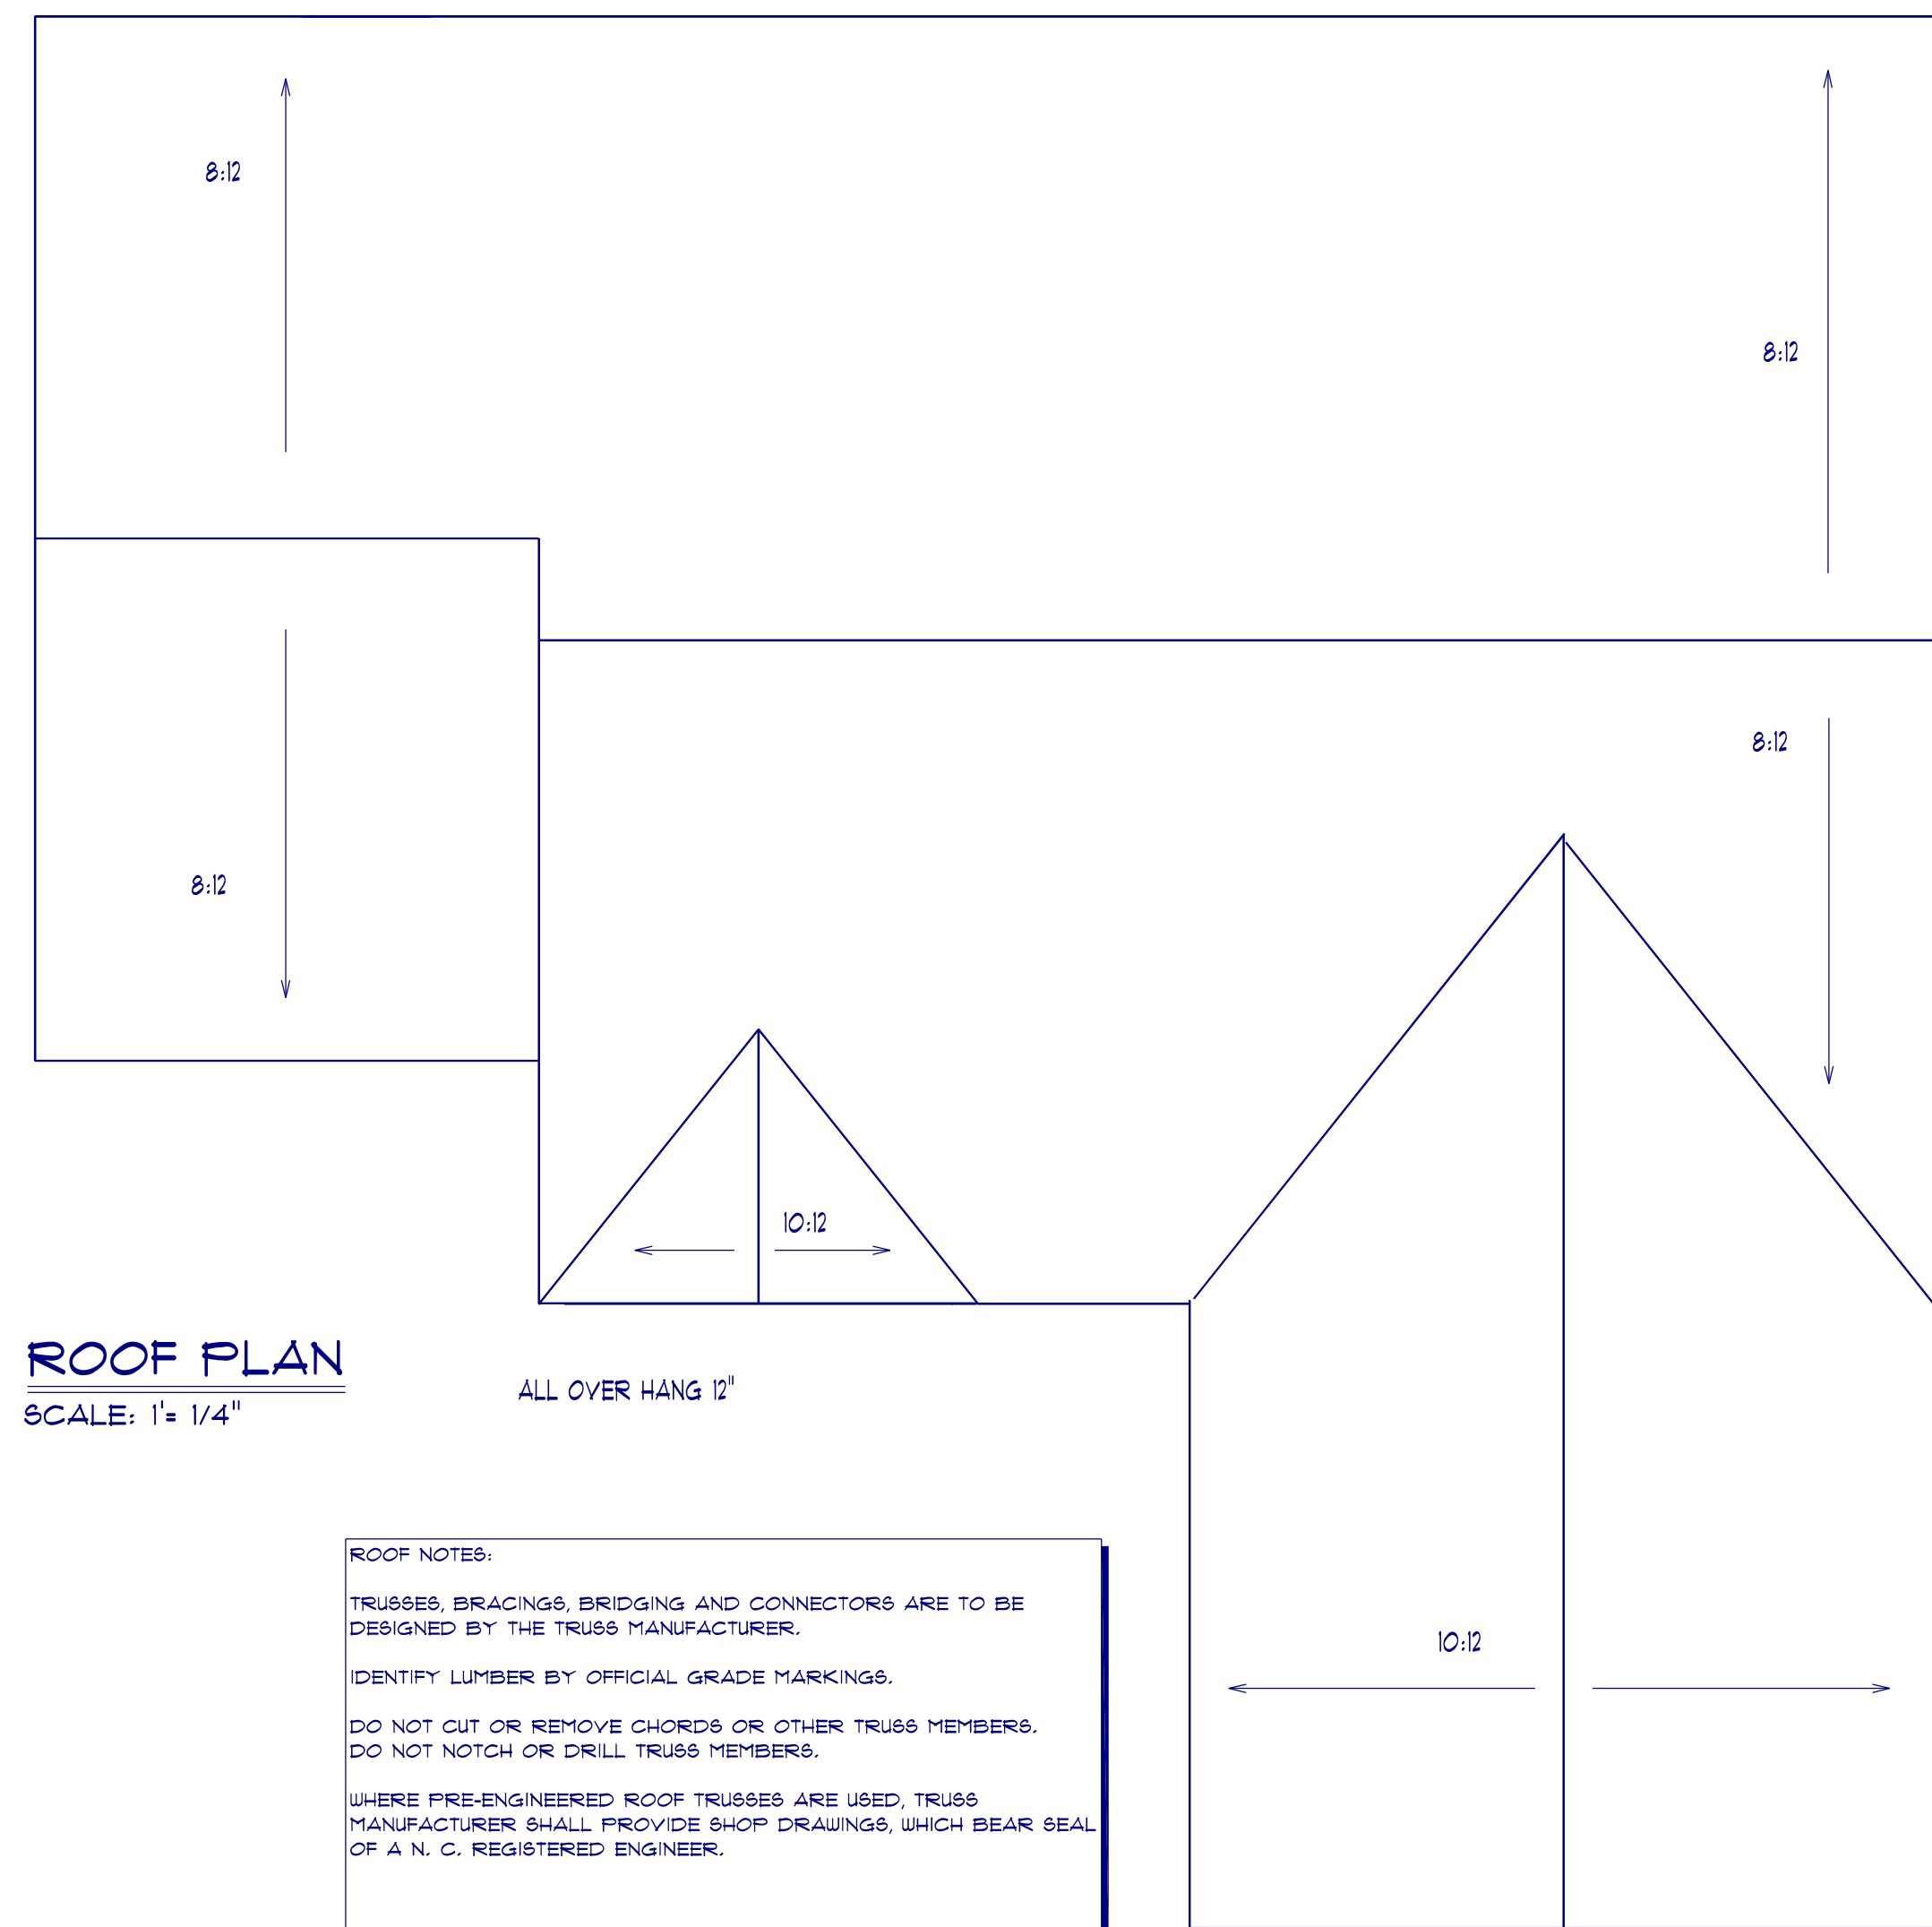 8:12
8:12
8:12
8:12
10:12
ROOF PLAN
SCALE: 1'= 1/4"
ALL OVER HANG 12"
ROOF NOTES:
TRUSSES, BRACINGS, BRIDGING AND CONNECTORS ARE TO BE
DESIGNED BY THE TRUSS MANUFACTURER.
IDENTIFY LUMBER BY OFFICIAL GRADE MARKINGS.
DO NOT CUT OR REMOVE CHORDS OR OTHER TRUSS MEMBERS.
DO NOT NOTCH OR DRILL TRUSS MEMBERS.
WHERE PRE-ENGINEERED ROOF TRUSSES ARE USED, TRUSS
MANUFACTURER SHALL PROVIDE SHOP DRAWINGS, WHICH BEAR SEAL
OF A N. C. REGISTERED ENGINEER.
10:12